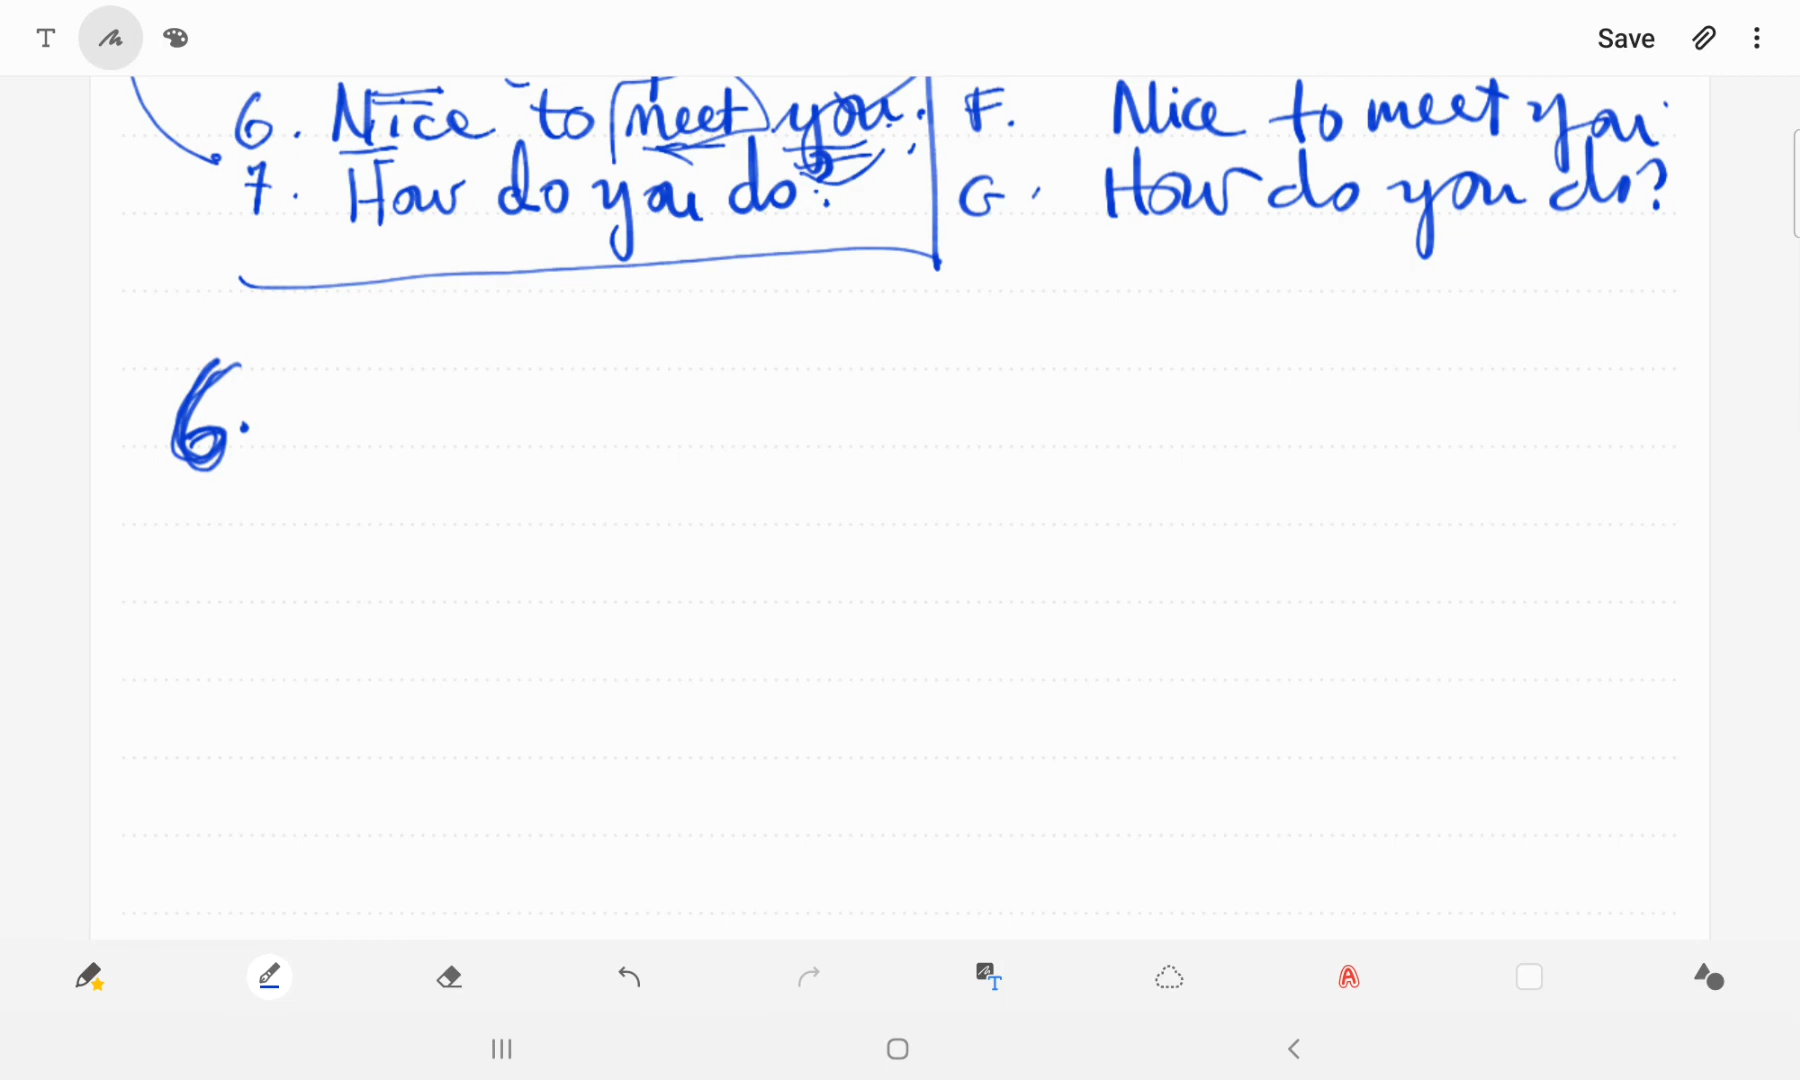 Save
6. Nice to meet you. F. Nice to meet you.
7. How do you do? G. How do you do?
6.